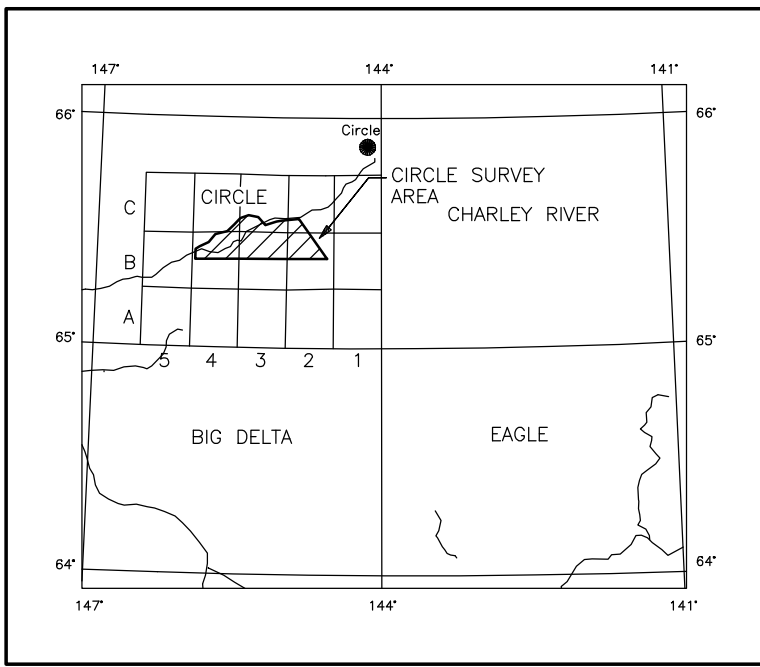 147° 144° 141°
66° 66°
Circle
CIRCLE SURVEY
AREA
CIRCLE
C
CHARLEY RIVER
B
A
65° 65°
5 4 3 2 1
BIG DELTA EAGLE
64° 64°
147° 144° 141°